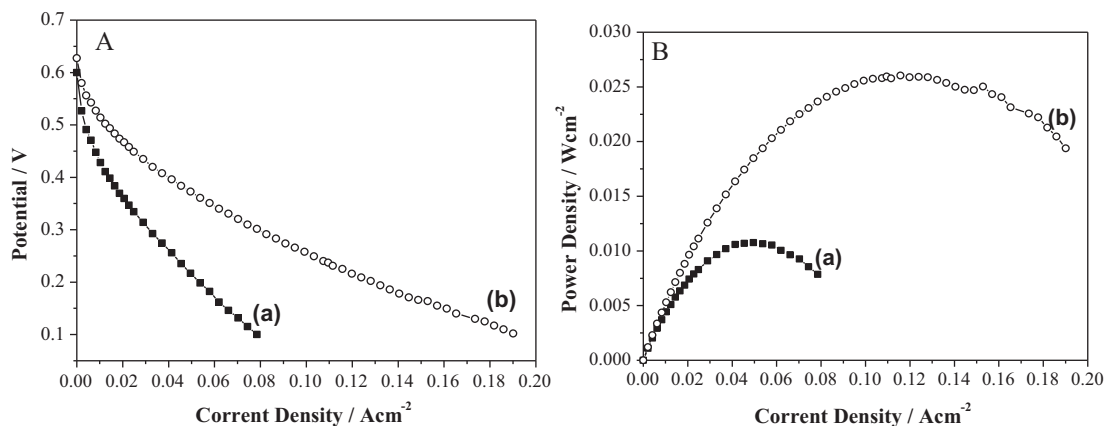 A
0.7
0.6
0.5
0.4
0.3
0.2
0.1
Potential / V
(a)
(b)
0.00 0.02 0.04 0.06 0.08 0.10 0.12 0.14 0.16 0.18 0.20
Corrent Density / Acm-2
B
0.030
0.025
0.020
0.015
0.010
0.005
0.000
Power Density / Wcm-2
(b)
(a)
0.00 0.02 0.04 0.06 0.08 0.10 0.12 0.14 0.16 0.18 0.20
Corrent Density / Acm-2